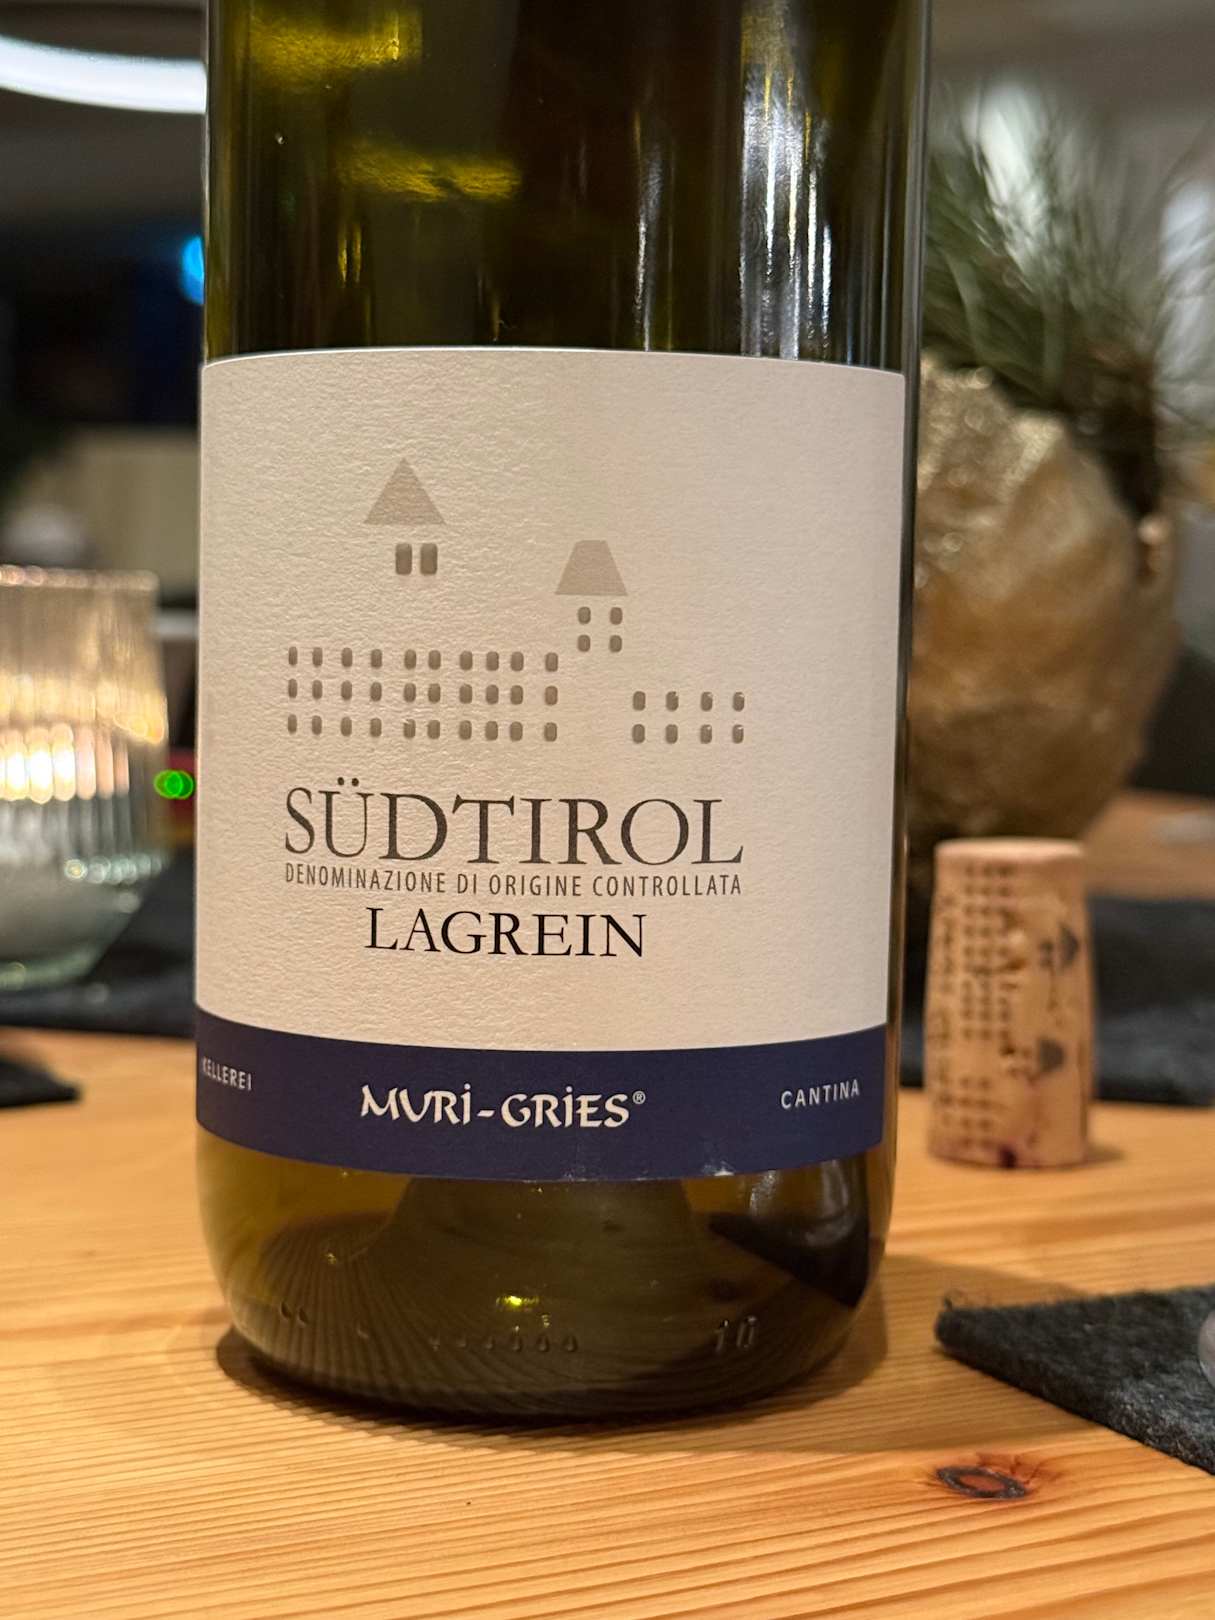 SÜDTIROL
DENOMINAZIONE DI ORIGINE CONTROLLATA
LAGREIN
KELLEREI
MURI-GRIES®
CANTINA